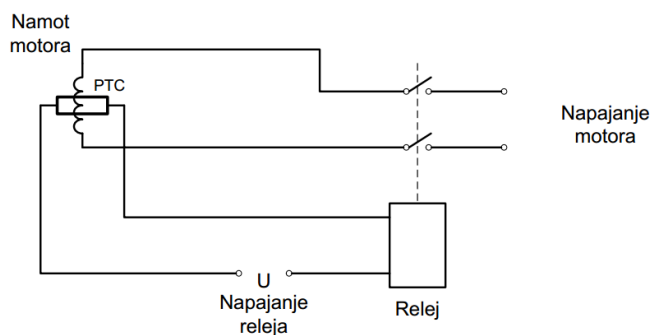 Namot
motora
PTC
Napajanje
motora
U
Napajanje
releja
Relej